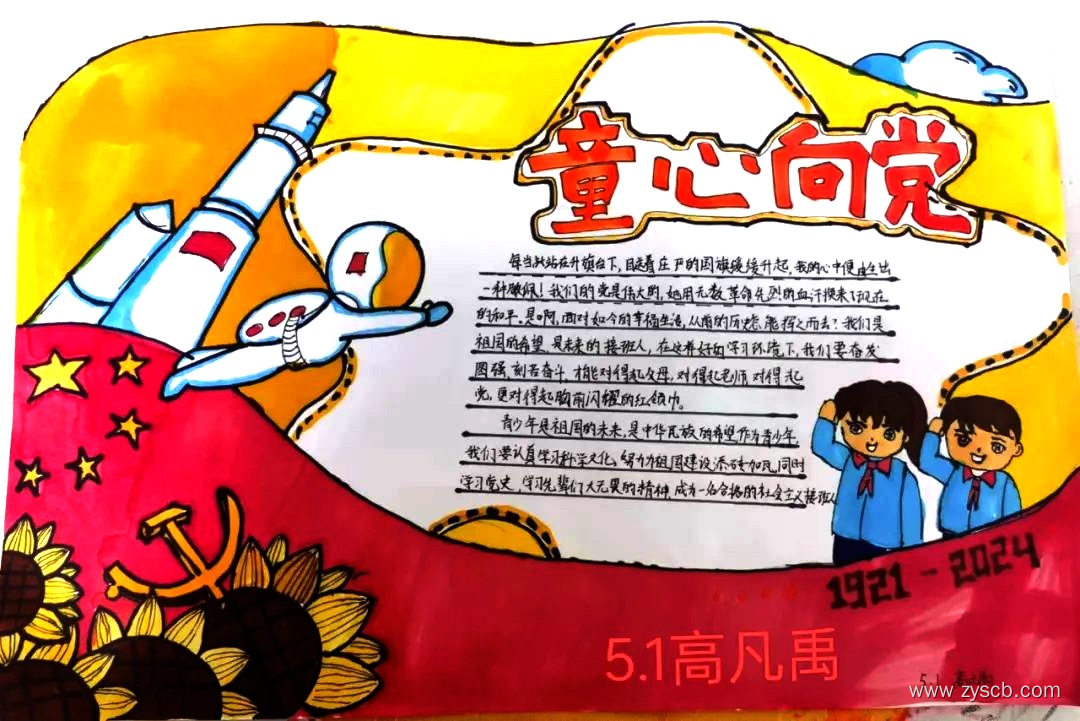 童心向党
每当我站在升旗台下，目送着庄严的国旗缓缓升起，我的心中便由生出
一种敬佩！我们的党是伟大的，她用无数革命先烈的血汗换来了现在
的和平。是啊，面对如今的幸福生活，从前的历史，能挥之而去？我们是
祖国的希望 是未来的接班人，在这样好的学习环境下，我们要奋发
图强，刻苦奋斗，才能对得起父母，对得起老师 对得起
党，更对得起胸前闪耀的红领巾。
青少年是祖国的未来，是中华民族的希望作为青少年
我们要认真学习科学文化，努力为祖国建设添砖加瓦，同时
学习党史，学习先辈们大无畏的精神，成为一名合格的社会主义接班人
1921-2024
5.1高凡禹
5.1 高凡禹
www.zyscb.com